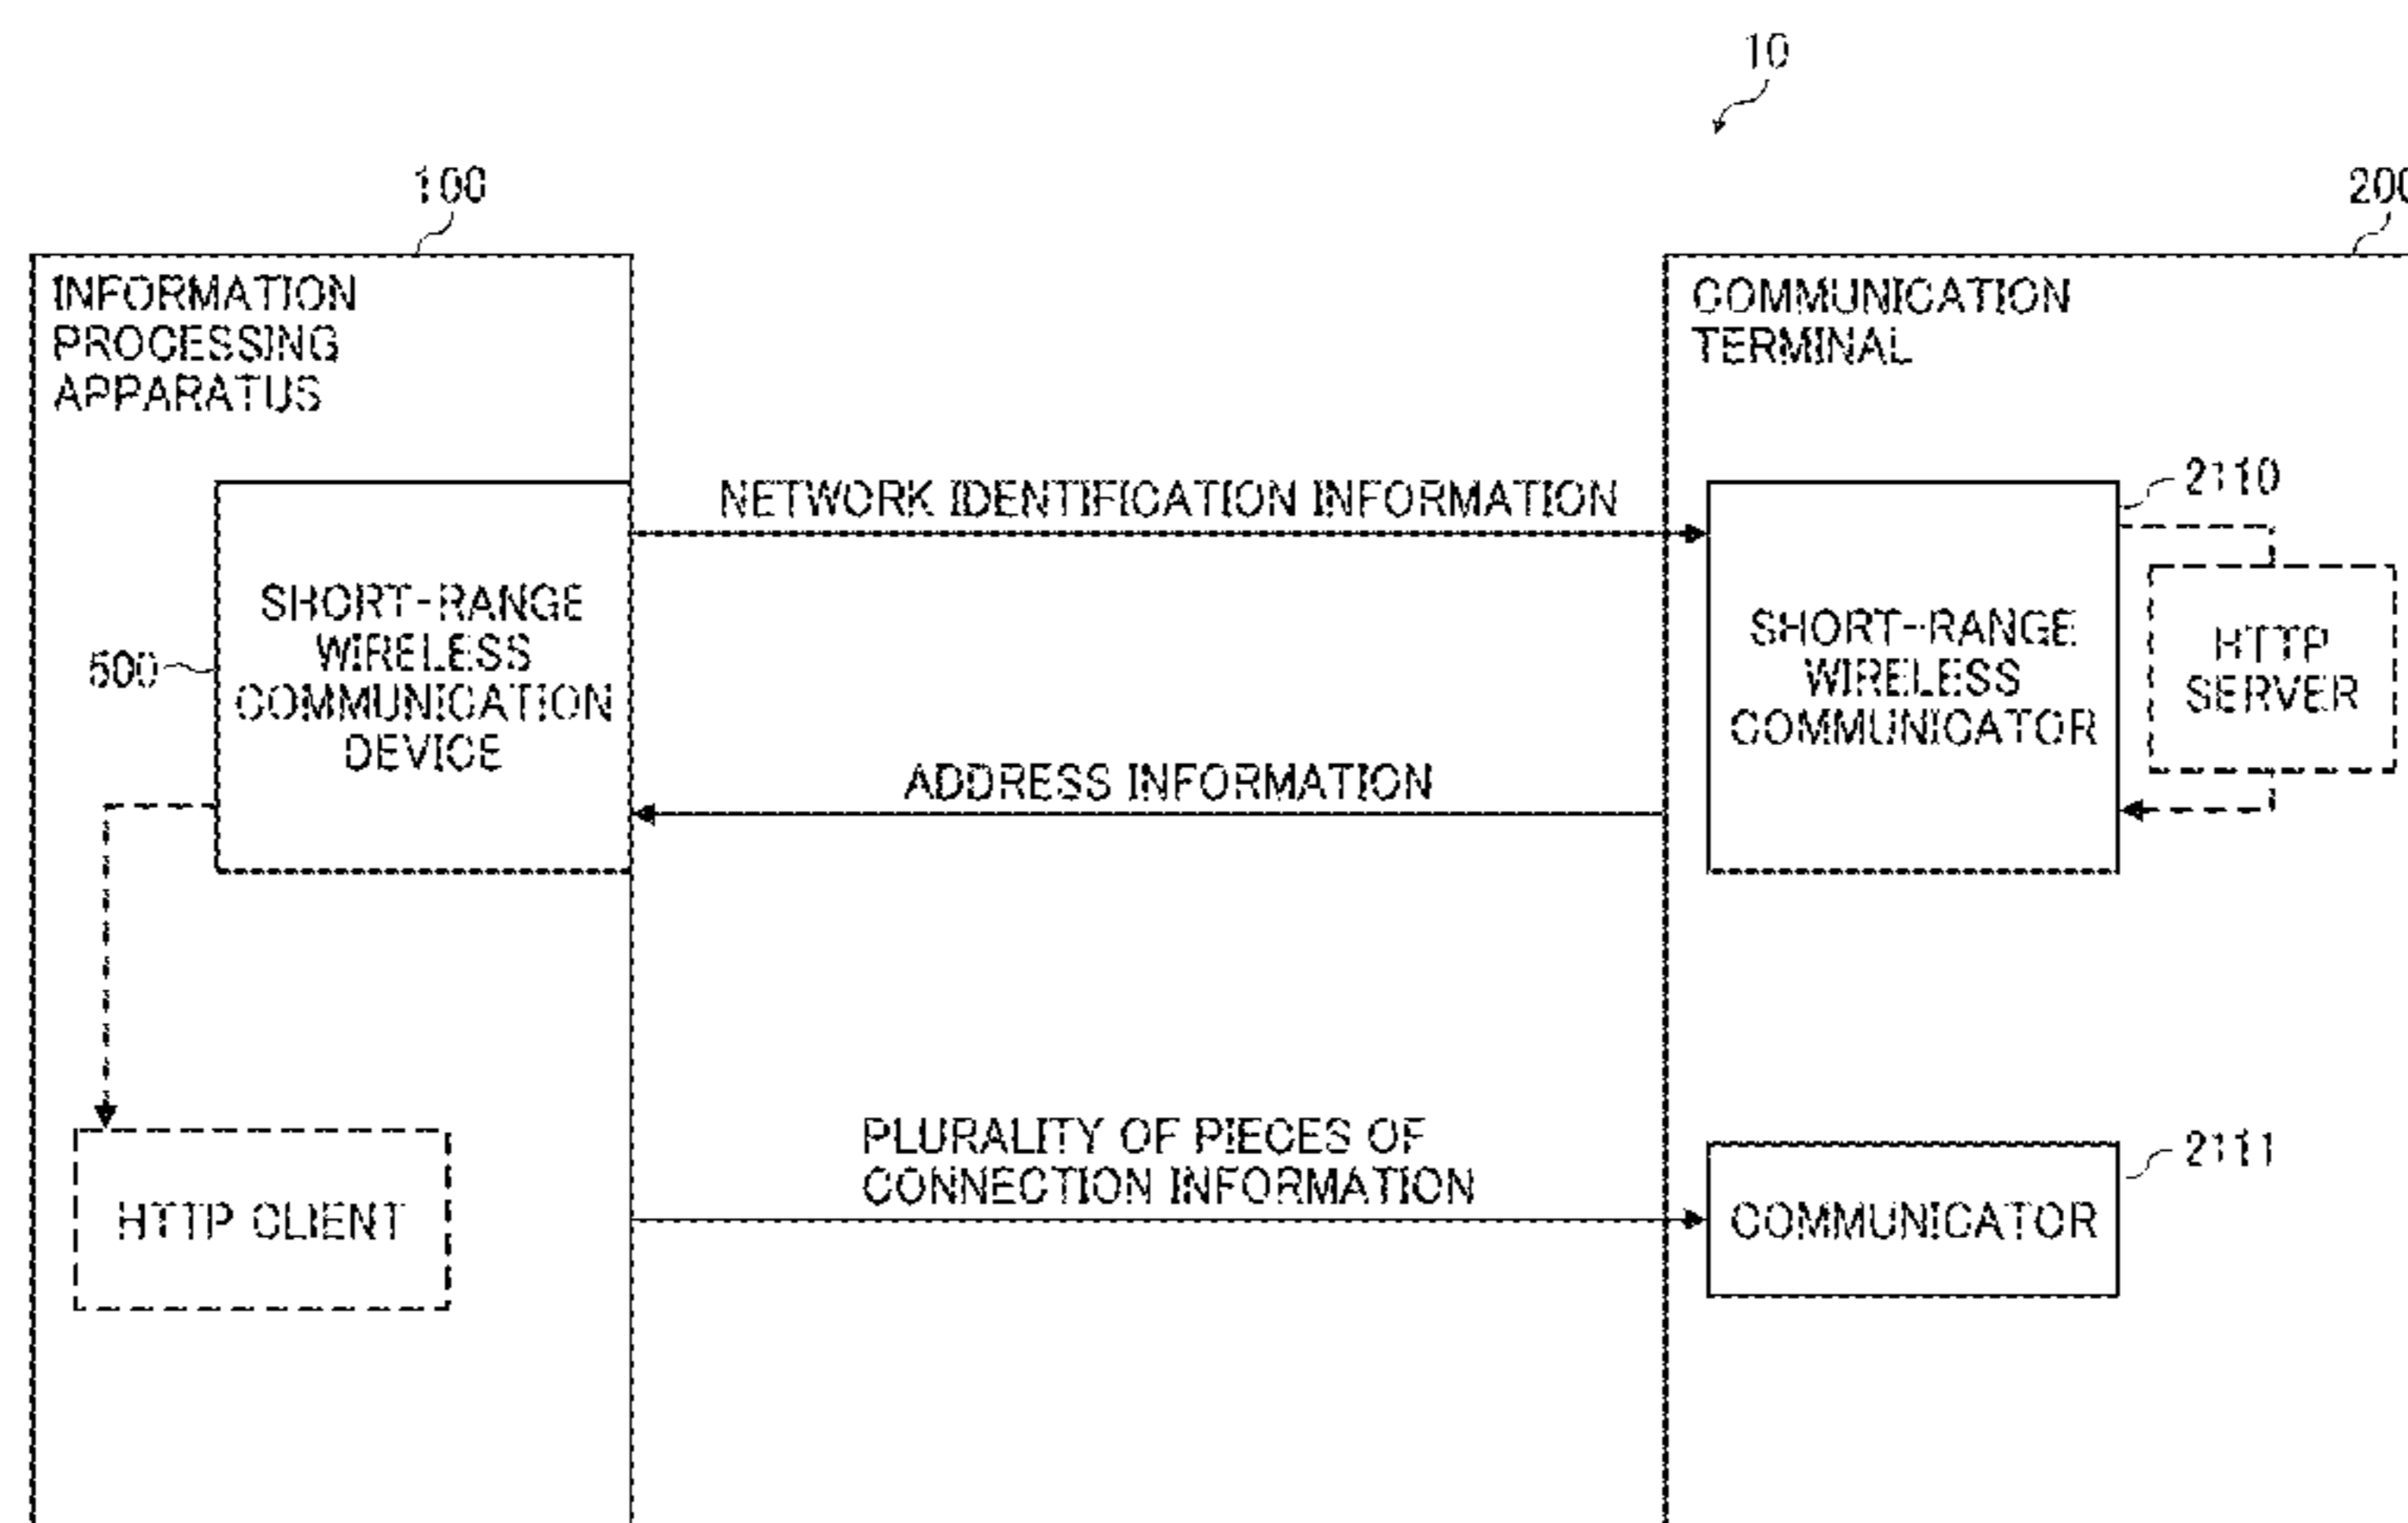 10
100
200
INFORMATION
PROCESSING
APPARATUS
COMMUNICATION
TERMINAL
NETWORK IDENTIFICATION INFORMATION
2110
SHORT-RANGE
WIRELESS
COMMUNICATION
DEVICE
SHORT-RANGE
WIRELESS
COMMUNICATOR
HTTP
SERVER
ADDRESS INFORMATION
PLURALITY OF PIECES OF
CONNECTION INFORMATION
2111
HTTP CLIENT
COMMUNICATOR